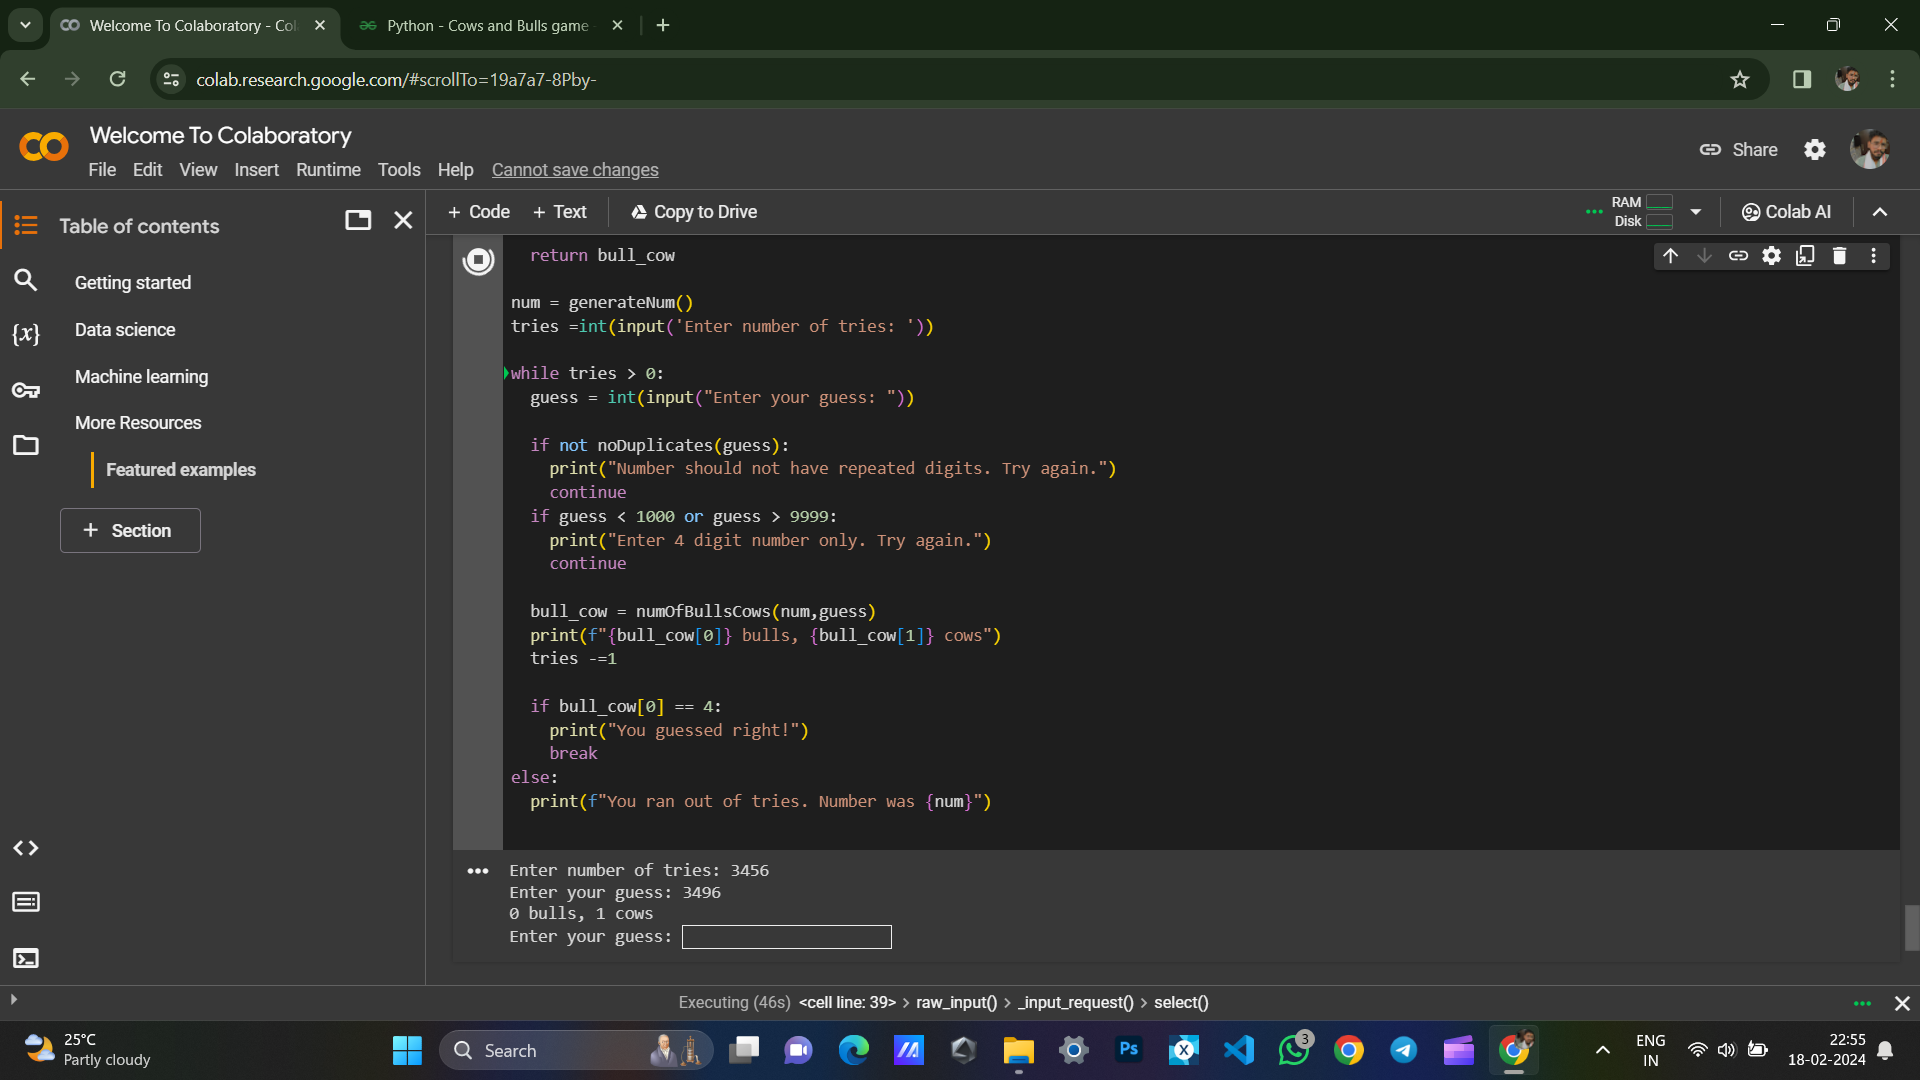 Welcome To Colaboratory - Col
Python - Cows and Bulls game
colab.research.google.com/#scrollTo=19a7a7-8Pby-
Welcome To Colaboratory
File Edit View Insert Runtime Tools Help Cannot save changes
Share
Table of contents
+ Code + Text Copy to Drive
RAM
Disk
Colab AI
Getting started
Data science
Machine learning
More Resources
Featured examples
+ Section
{x}
return bull_cow
num = generateNum()
tries =int(input('Enter number of tries: '))
while tries > 0:
guess = int(input("Enter your guess: "))
if not noDuplicates(guess):
print("Number should not have repeated digits. Try again.")
continue
if guess < 1000 or guess > 9999:
print("Enter 4 digit number only. Try again.")
continue
bull_cow = numOfBullsCows(num,guess)
print(f"{bull_cow[0]} bulls, {bull_cow[1]} cows")
tries -=1
if bull_cow[0] == 4:
print("You guessed right!")
break
else:
print(f"You ran out of tries. Number was {num}")
Enter number of tries: 3456
Enter your guess: 3496
0 bulls, 1 cows
Enter your guess:
Executing (46s) <cell line: 39> > raw_input() > _input_request() > select()
25°C
Partly cloudy
Search
Ps
X
3
ENG
IN
22:55
18-02-2024